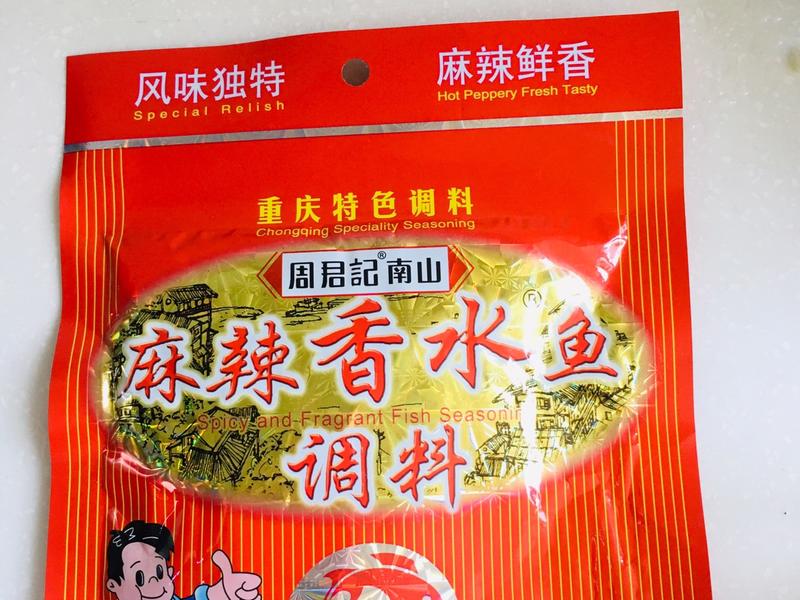 风味独特
Special Relish
麻辣鲜香
Hot Peppery Fresh Tasty
重庆特色调料
Chongqing Speciality Seasoning
周君記®南山
麻辣香水®鱼
Spicy and Fragrant Fish Seasonin
调料